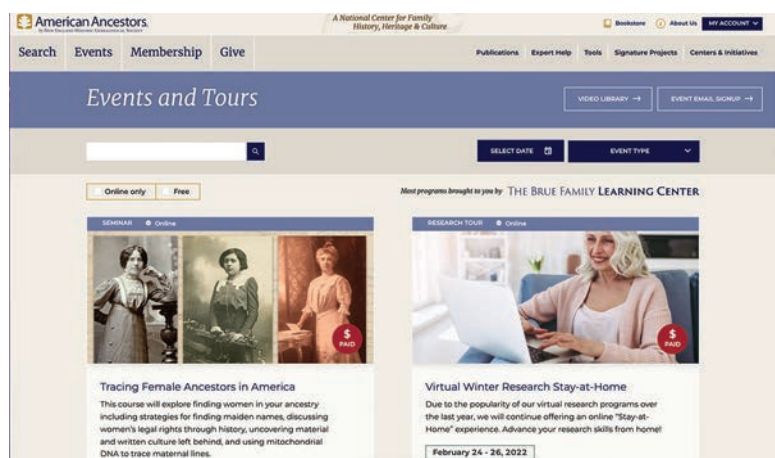 American Ancestors
BY NEW ENGLAND HISTORIC GENEALOGICAL SOCIETY
A National Center for Family
History, Heritage & Culture
Bookstore
About Us
MY ACCOUNT
Search Events Membership Give
Publications Expert Help Tools Signature Projects Centers & Initiatives
Events and Tours
VIDEO LIBRARY →
EVENT EMAIL SIGNUP →
SELECT DATE
EVENT TYPE
Online only
Free
Most programs brought to you by THE BRUE FAMILY LEARNING CENTER
SEMINAR Online
$
PAID
Tracing Female Ancestors in America
This course will explore finding women in your ancestry
including strategies for finding maiden names, discussing
women's legal rights through history, uncovering material
and written culture left behind, and using mitochondrial
DNA to trace maternal lines.
RESEARCH TOUR Online
$
PAID
Virtual Winter Research Stay-at-Home
Due to the popularity of our virtual research programs over
the last year, we will continue offering an online "Stay-at-
Home" experience. Advance your research skills from home!
February 24 - 26, 2022